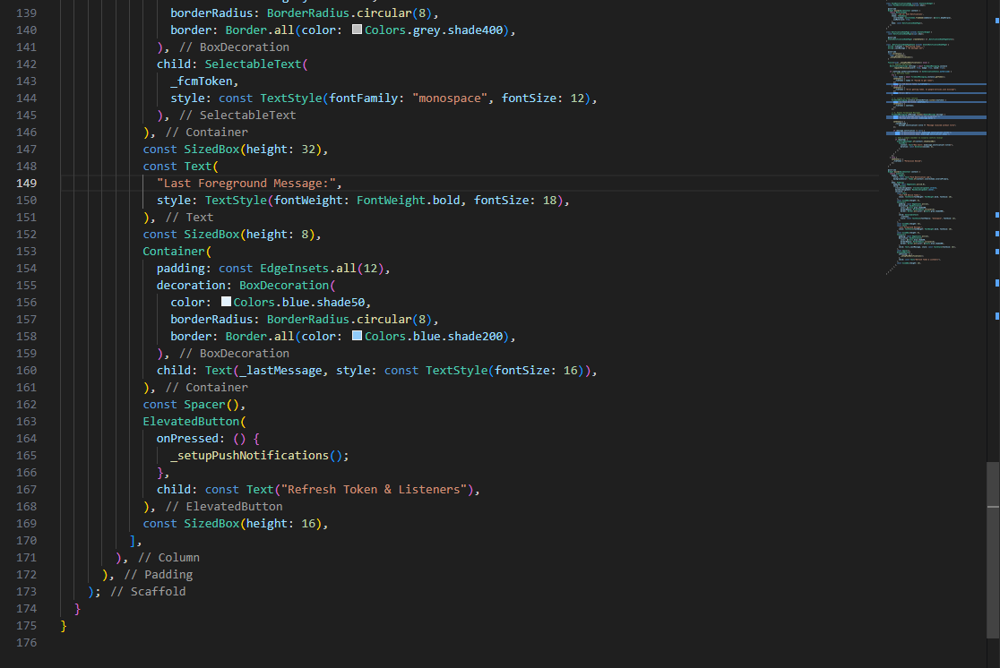 139 borderRadius: BorderRadius.circular(8),
140 border: Border.all(color: Colors.grey.shade400),
141 ), // BoxDecoration
142 child: SelectableText(
143 _fcmToken,
144 style: const TextStyle(fontFamily: "monospace", fontSize: 12),
145 ), // SelectableText
146 ), // Container
147 const SizedBox(height: 32),
148 const Text(
149 "Last Foreground Message:",
150 style: TextStyle(fontWeight: FontWeight.bold, fontSize: 18),
151 ), // Text
152 const SizedBox(height: 8),
153 Container(
154 padding: const EdgeInsets.all(12),
155 decoration: BoxDecoration(
156 color: Colors.blue.shade50,
157 borderRadius: BorderRadius.circular(8),
158 border: Border.all(color: Colors.blue.shade200),
159 ), // BoxDecoration
160 child: Text(_lastMessage, style: const TextStyle(fontSize: 16)),
161 ), // Container
162 const Spacer(),
163 ElevatedButton(
164 onPressed: () {
165 _setupPushNotifications();
166 },
167 child: const Text("Refresh Token & Listeners"),
168 ), // ElevatedButton
169 const SizedBox(height: 16),
170 ],
171 ), // Column
172 ), // Padding
173 ); // Scaffold
174 }
175 }
176